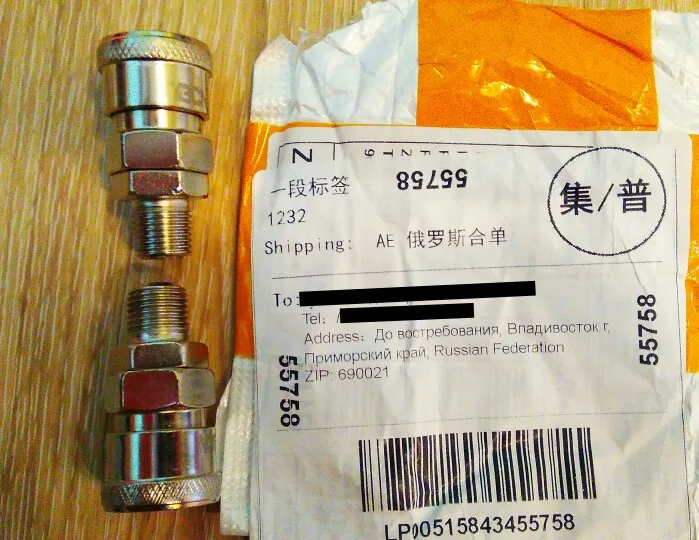 Z
55758
一段标签
1232
集/普
Shipping: AE 俄罗斯合单
To:
Tel:
Address: До востребования, Владивосток г,
Приморский край, Russian Federation
ZIP: 690021
55758
55758
LP00515843455758